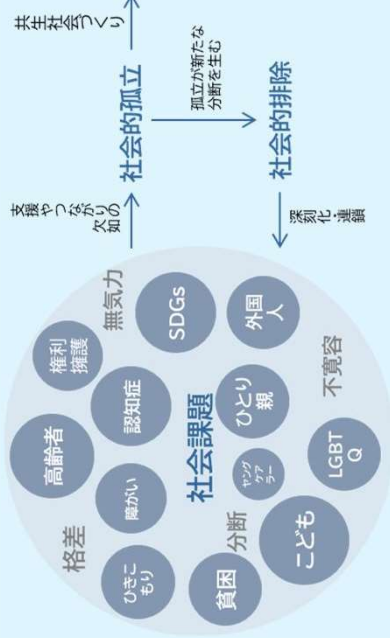 共生社会づくり
支援やつながり
の欠如
社会的孤立
孤立が新たな
分断を生む
社会的排除
深刻化・連鎖
社会課題
格差
無気力
分断
不寛容
高齢者
権利
擁護
認知症
障がい
ひきこ
もり
SDGs
外国
人
ひとり
親
ヤング
ケア
ラー
貧困
こども
LGBT
Q